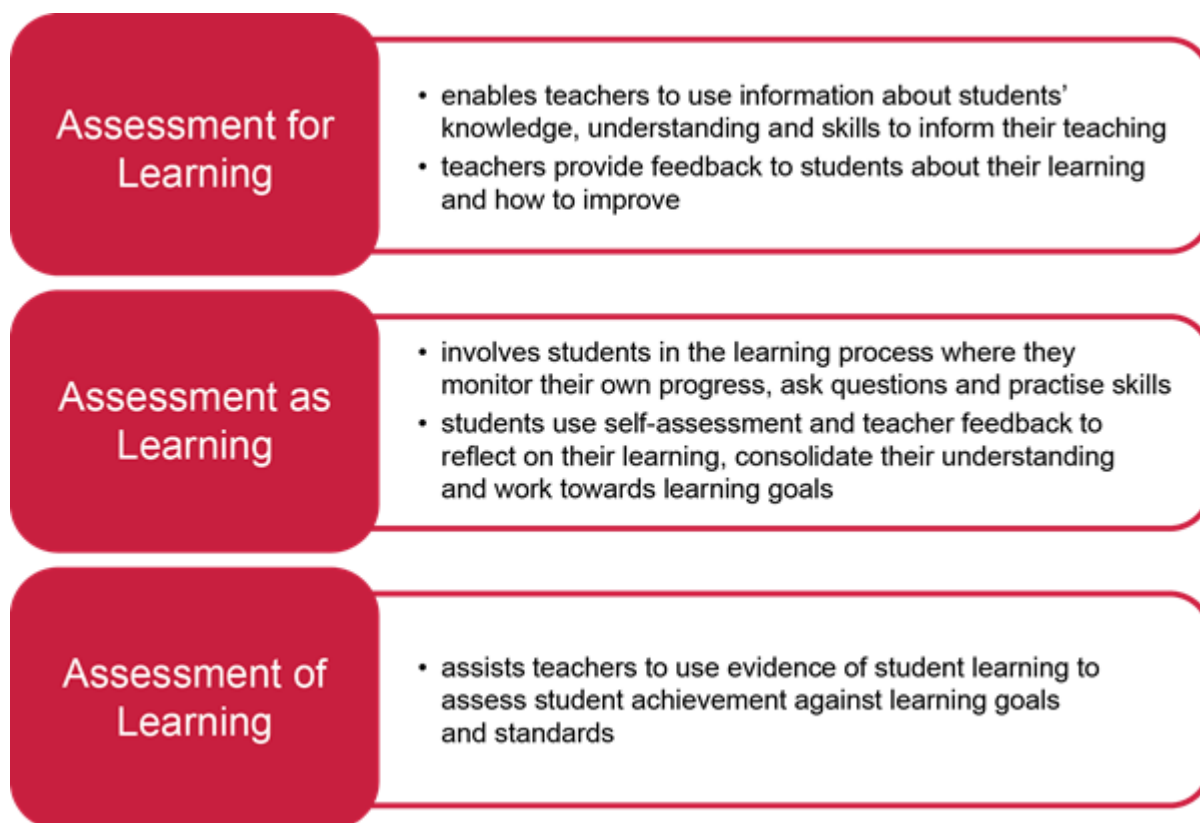 Assessment for
Learning
• enables teachers to use information about students’
knowledge, understanding and skills to inform their teaching
• teachers provide feedback to students about their learning
and how to improve
Assessment as
Learning
• involves students in the learning process where they
monitor their own progress, ask questions and practise skills
• students use self-assessment and teacher feedback to
reflect on their learning, consolidate their understanding
and work towards learning goals
Assessment of
Learning
• assists teachers to use evidence of student learning to
assess student achievement against learning goals
and standards